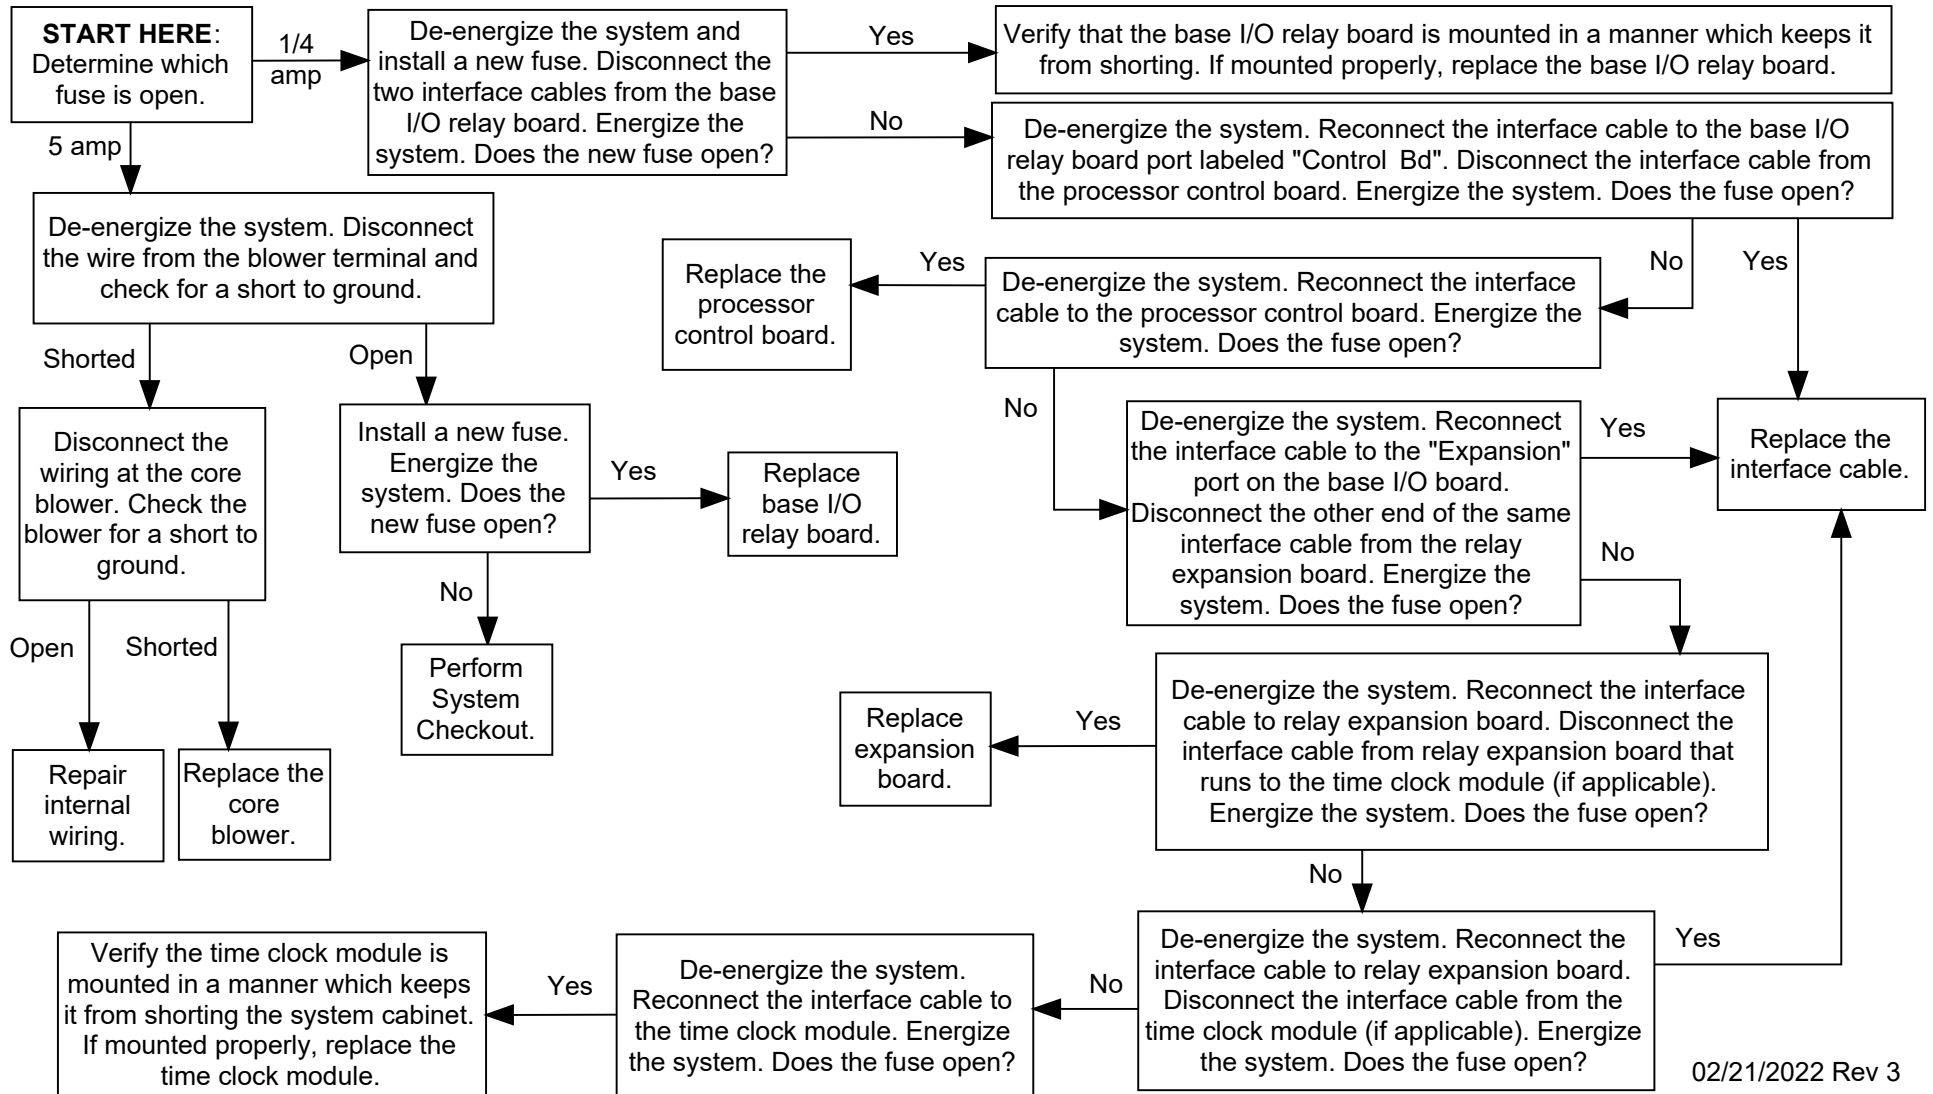 START HERE:
Determine which
fuse is open.
1/4
amp
De-energize the system and
install a new fuse. Disconnect the
two interface cables from the base
I/O relay board. Energize the
system. Does the new fuse open?
Yes
Verify that the base I/O relay board is mounted in a manner which keeps it
from shorting. If mounted properly, replace the base I/O relay board.
No
De-energize the system. Reconnect the interface cable to the base I/O
relay board port labeled "Control Bd". Disconnect the interface cable from
the processor control board. Energize the system. Does the fuse open?
5 amp
De-energize the system. Disconnect
the wire from the blower terminal and
check for a short to ground.
Replace the
processor
control board.
Yes
De-energize the system. Reconnect the interface
cable to the processor control board. Energize the
system. Does the fuse open?
No
Yes
Shorted
Open
Disconnect the
wiring at the core
blower. Check the
blower for a short to
ground.
Install a new fuse.
Energize the
system. Does the
new fuse open?
Yes
Replace
base I/O
relay board.
No
De-energize the system. Reconnect
the interface cable to the "Expansion"
port on the base I/O board.
Disconnect the other end of the same
interface cable from the relay
expansion board. Energize the
system. Does the fuse open?
Yes
Replace the
interface cable.
No
No
Open
Shorted
Perform
System
Checkout.
Repair
internal
wiring.
Replace the
core
blower.
Replace
expansion
board.
Yes
De-energize the system. Reconnect the interface
cable to relay expansion board. Disconnect the
interface cable from relay expansion board that
runs to the time clock module (if applicable).
Energize the system. Does the fuse open?
No
Verify the time clock module is
mounted in a manner which keeps
it from shorting the system cabinet.
If mounted properly, replace the
time clock module.
Yes
De-energize the system.
Reconnect the interface cable to
the time clock module. Energize
the system. Does the fuse open?
No
De-energize the system. Reconnect the
interface cable to relay expansion board.
Disconnect the interface cable from the
time clock module (if applicable). Energize
the system. Does the fuse open?
Yes
02/21/2022 Rev 3